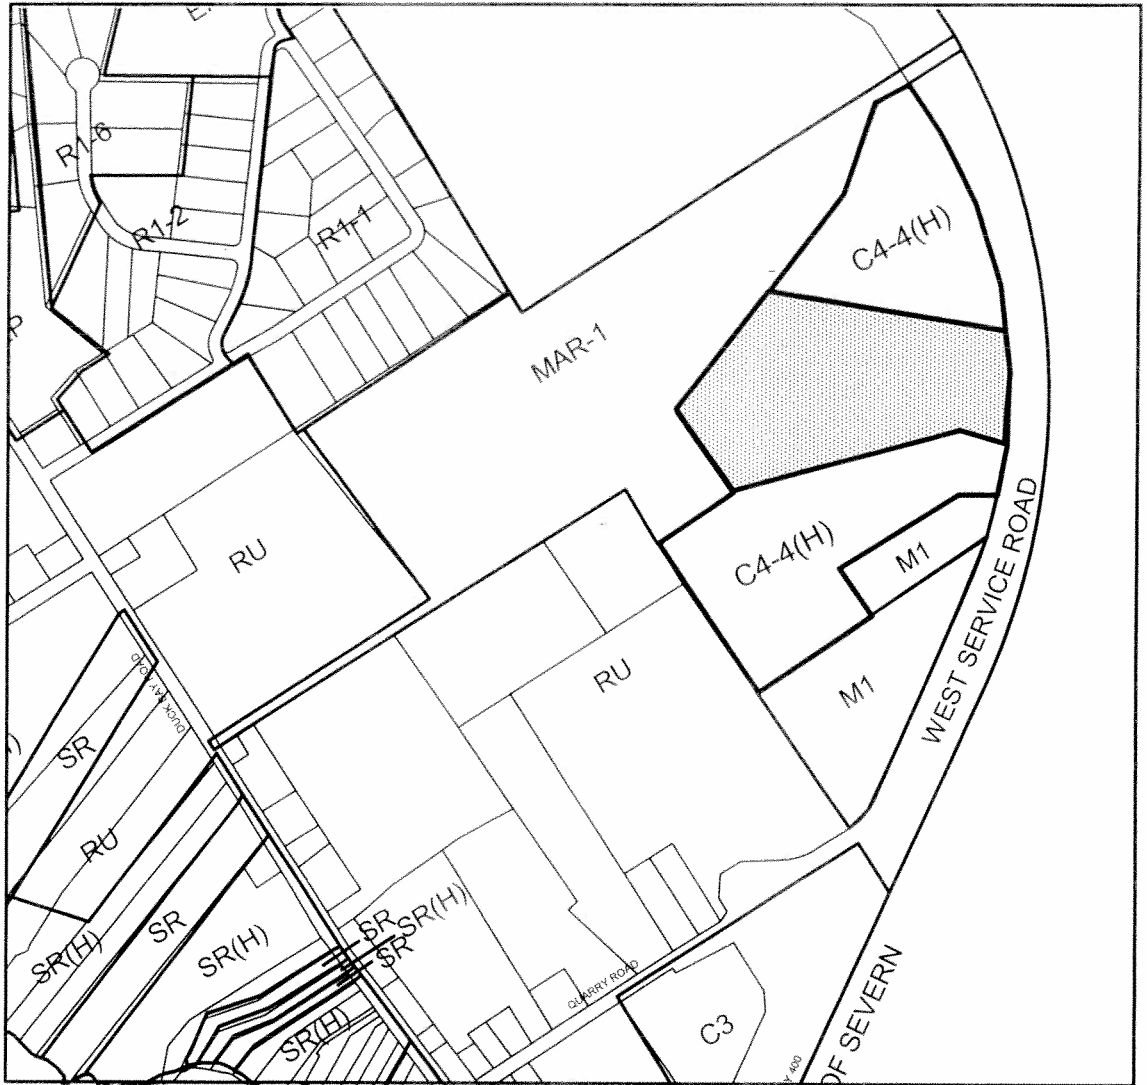 R1-6
R1-2
R1-1
C4-4(H)
MAR-1
RU
C4-4(H)
M1
WEST SERVICE ROAD
RU
M1
DUCK BAY ROAD
SR
RU
SR
SR(H)
SR
SR(H)
SR
SR(H)
SR(H)
QUARRY ROAD
C3
OF SEVERN
400